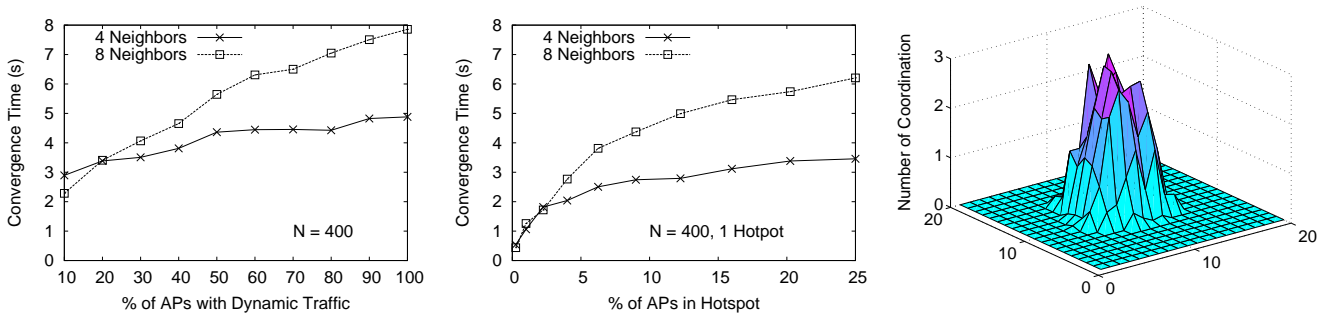 8
7
6
5
4
3
2
1
0
Convergence Time (s)
4 Neighbors
8 Neighbors
N = 400
10 20 30 40 50 60 70 80 90 100
% of APs with Dynamic Traffic
8
7
6
5
4
3
2
1
0
Convergence Time (s)
4 Neighbors
8 Neighbors
N = 400, 1 Hotpot
0 5 10 15 20 25
% of APs in Hotspot
3
2
1
0
Number of Coordination
20
10
0
0
10
20